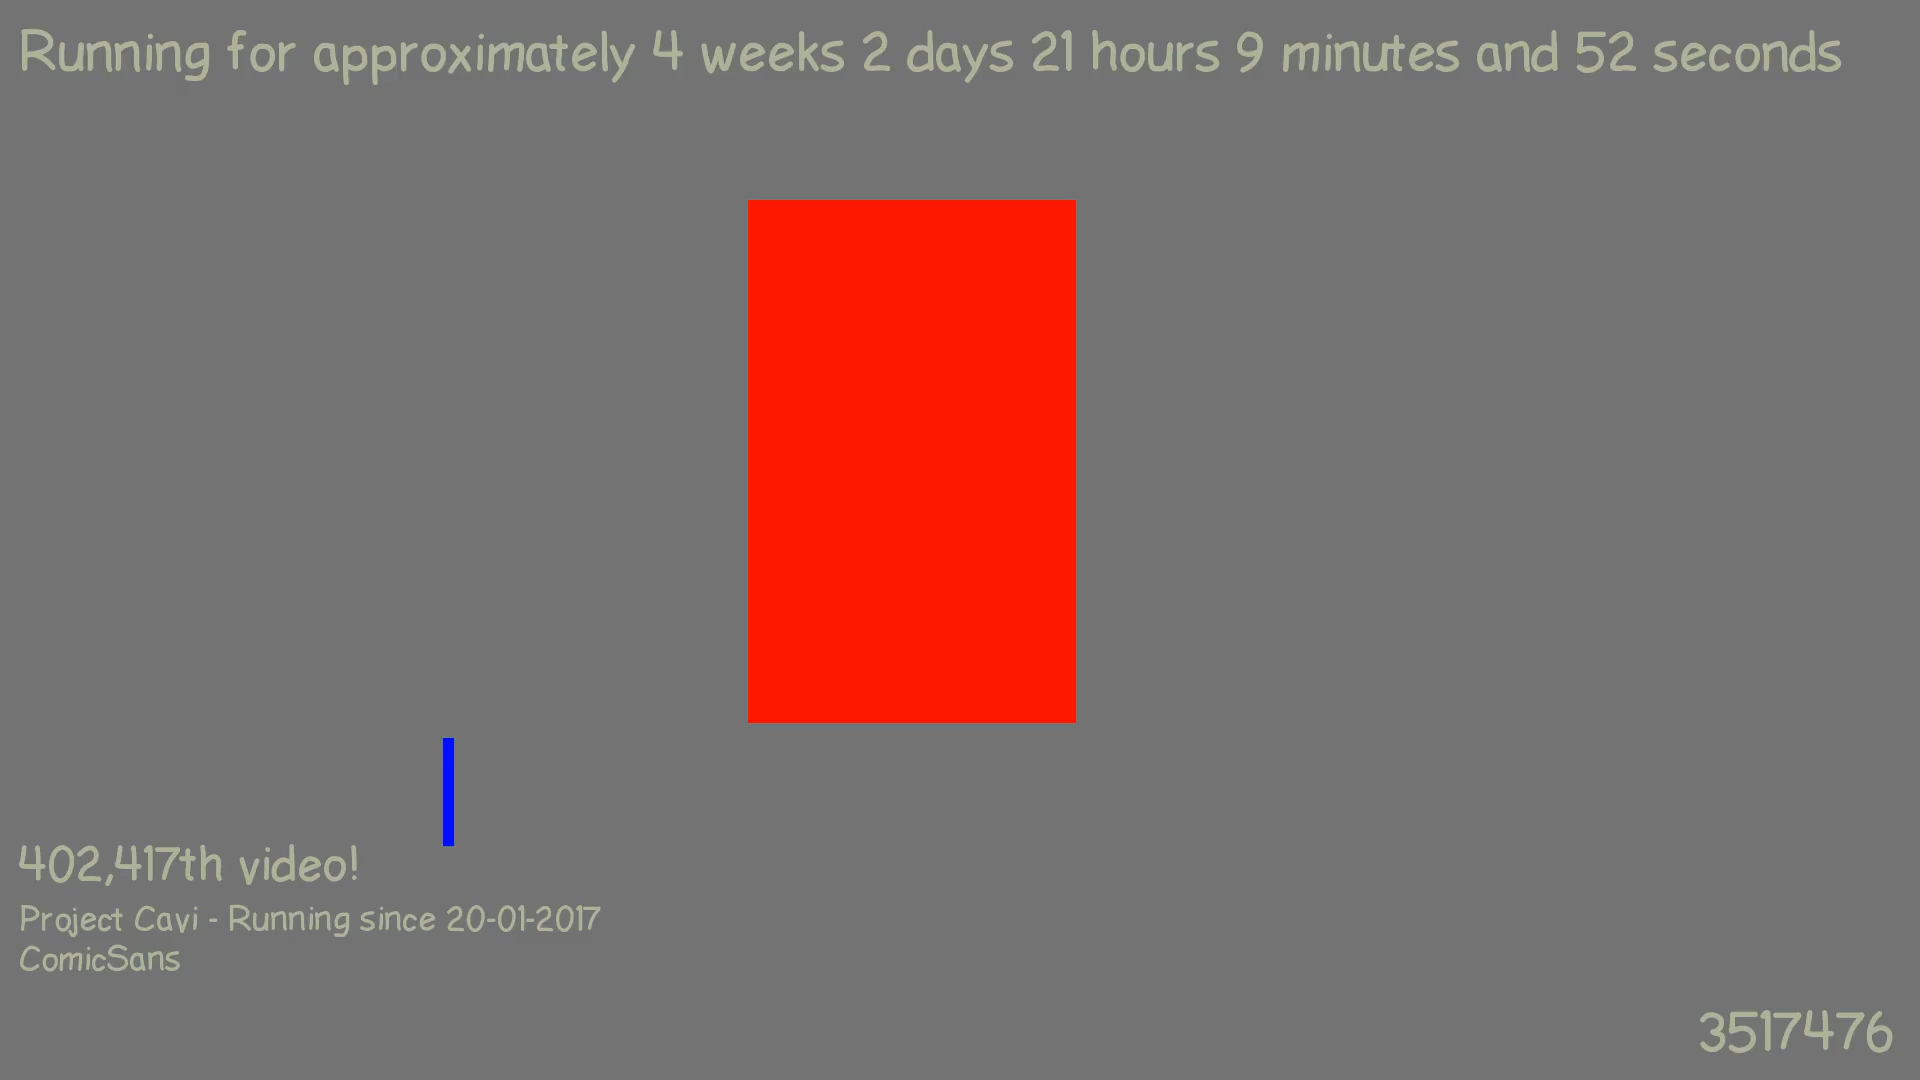 Running for approximately 4 weeks 2 days 21 hours 9 minutes and 52 seconds
402,417th video!
Project Cavi - Running since 20-01-2017
ComicSans
3517476